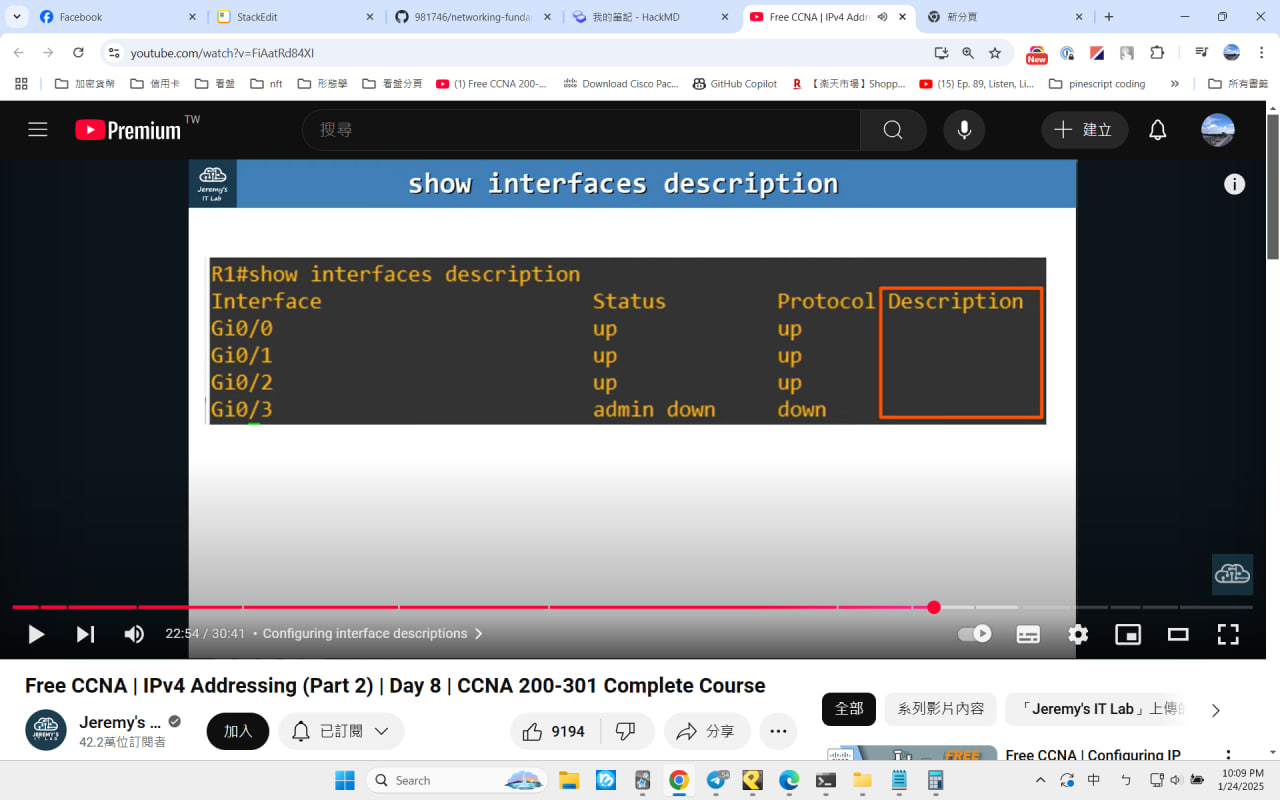 Facebook
StackEdit
981746/networking-funda
我的筆記 - HackMD
Free CCNA | IPv4 Addre
新分頁
youtube.com/watch?v=FiAatRd84XI
New
加密貨幣
信用卡
看盤
nft
形態學
看盤分頁
(1) Free CCNA 200-...
Download Cisco Pac...
GitHub Copilot
R
【楽天市場】Shopp...
(15) Ep. 89, Listen, Li...
pinescript coding
»
所有書籤
Premium TW
搜尋
建立
Jeremy's
IT Lab
show interfaces description
R1#show interfaces description
Interface Status Protocol Description
Gi0/0 up up
Gi0/1 up up
Gi0/2 up up
Gi0/3 admin down down
22:54 / 30:41 • Configuring interface descriptions
Free CCNA | IPv4 Addressing (Part 2) | Day 8 | CCNA 200-301 Complete Course
Jeremy's ...
42.2萬位訂閱者
加入
已訂閱
9194
分享
全部
系列影片內容
「Jeremy's IT Lab」上傳的
FREE
Free CCNA | Configuring IP
Search
54
中
ㄅ
10:09 PM
1/24/2025